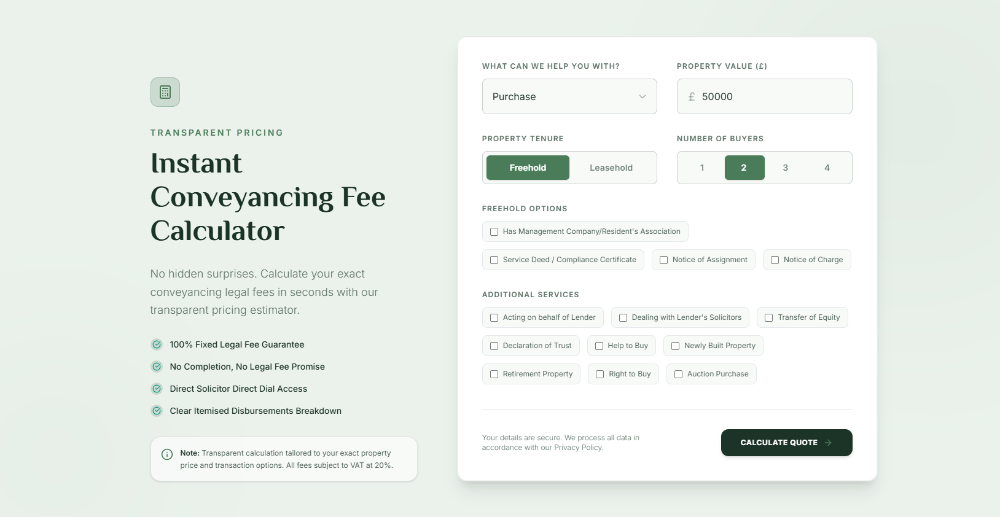 TRANSPARENT PRICING
Instant
Conveyancing Fee
Calculator
No hidden surprises. Calculate your exact
conveyancing legal fees in seconds with our
transparent pricing estimator.
100% Fixed Legal Fee Guarantee
No Completion, No Legal Fee Promise
Direct Solicitor Direct Dial Access
Clear Itemised Disbursements Breakdown
Note: Transparent calculation tailored to your exact property
price and transaction options. All fees subject to VAT at 20%.
WHAT CAN WE HELP YOU WITH?
Purchase
PROPERTY VALUE (£)
£ 50000
PROPERTY TENURE
Freehold Leasehold
NUMBER OF BUYERS
1 2 3 4
FREEHOLD OPTIONS
Has Management Company/Resident's Association
Service Deed / Compliance Certificate Notice of Assignment Notice of Charge
ADDITIONAL SERVICES
Acting on behalf of Lender Dealing with Lender's Solicitors Transfer of Equity
Declaration of Trust Help to Buy Newly Built Property
Retirement Property Right to Buy Auction Purchase
Your details are secure. We process all data in
accordance with our Privacy Policy.
CALCULATE QUOTE